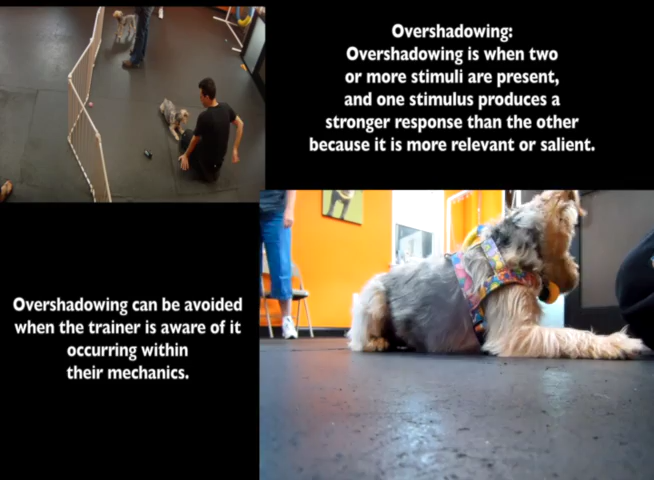 Overshadowing:
Overshadowing is when two
or more stimuli are present,
and one stimulus produces a
stronger response than the other
because it is more relevant or salient.
Overshadowing can be avoided
when the trainer is aware of it
occurring within
their mechanics.